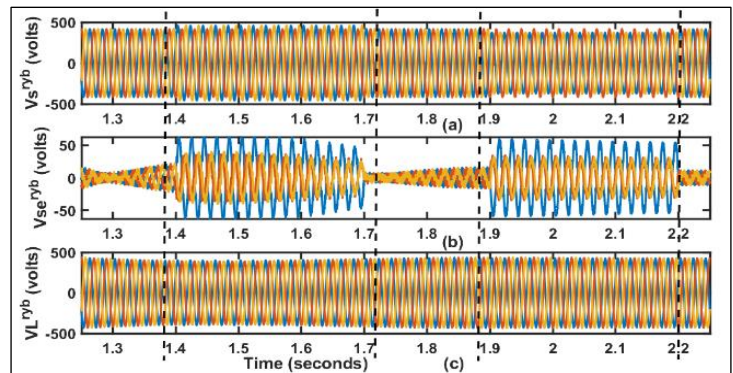 Vs^ryb (volts)
500
0
-500
1.3 1.4 1.5 1.6 1.7 1.8 1.9 2 2.1 2.2
(a)
Vse^ryb (volts)
50
0
-50
1.3 1.4 1.5 1.6 1.7 1.8 1.9 2 2.1 2.2
(b)
VL^ryb (volts)
500
0
-500
1.3 1.4 1.5 1.6 1.7 1.8 1.9 2 2.1 2.2
Time (seconds) (c)